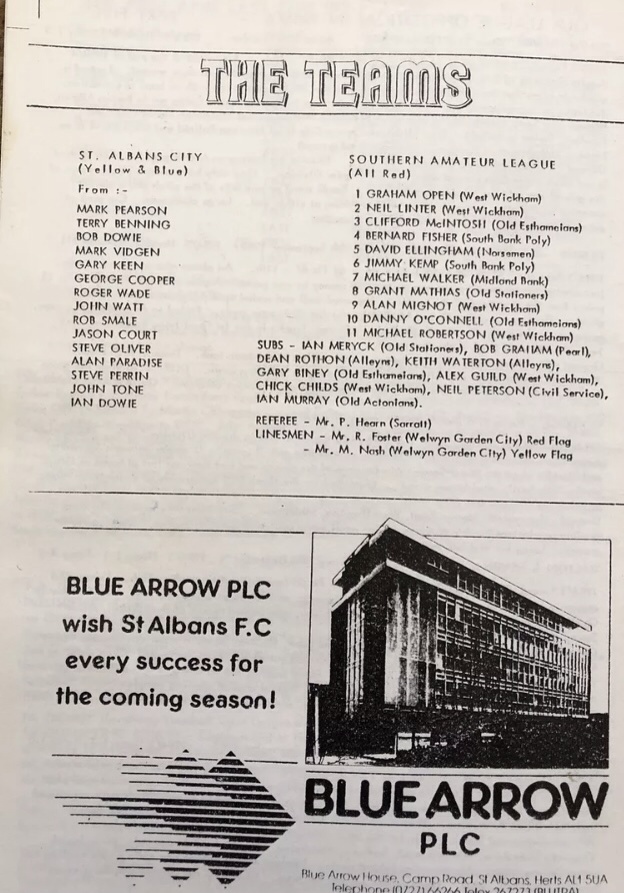 THE TEAMS
ST. ALBANS CITY
(Yellow & Blue)
From :-
MARK PEARSON
TERRY BENNING
BOB DOWIE
MARK VIDGEN
GARY KEEN
GEORGE COOPER
ROGER WADE
JOHN WATT
ROB SMALE
JASON COURT
STEVE OLIVER
ALAN PARADISE
STEVE PERRIN
JOHN TONE
IAN DOWIE
SOUTHERN AMATEUR LEAGUE
(All Red)
1 GRAHAM OPEN (West Wickham)
2 NEIL LINTER (West Wickham)
3 CLIFFORD McINTOSH (Old Esthameians)
4 BERNARD FISHER (South Bank Poly)
5 DAVID ELLINGHAM (Norsemen)
6 JIMMY KEMP (South Bank Poly)
7 MICHAEL WALKER (Midland Bank)
8 GRANT MATHIAS (Old Stationers)
9 ALAN MIGNOT (West Wickham)
10 DANNY O'CONNELL (Old Esthameians)
11 MICHAEL ROBERTSON (West Wickham)
SUBS - IAN MERYCK (Old Stationers), BOB GRAHAM (Pearl),
DEAN ROTHON (Alleyns), KEITH WATERTON (Alleyns),
GARY BINEY (Old Esthameians), ALEX GUILD (West Wickham),
CHICK CHILDS (West Wickham), NEIL PETERSON (Civil Service),
IAN MURRAY (Old Actonians).
REFEREE - Mr. P. Hearn (Sarratt)
LINESMEN - Mr. R. Foster (Welwyn Garden City) Red Flag
- Mr. M. Nash (Welwyn Garden City) Yellow Flag
BLUE ARROW PLC
wish St Albans F.C
every success for
the coming season!
BLUE ARROW
PLC
Blue Arrow House, Camp Road, St Albans, Herts AL1 5UA
Telephone (0727) 66266 Telex 267273